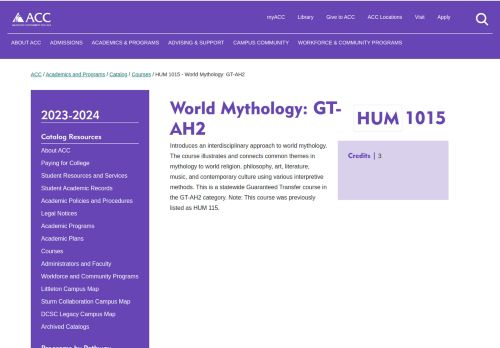 ACC
myACC Library Give to ACC ACC Locations Visit Apply
ABOUT ACC ADMISSIONS ACADEMICS & PROGRAMS ADVISING & SUPPORT CAMPUS COMMUNITY WORKFORCE & COMMUNITY PROGRAMS
ACC / Academics and Programs / Catalog / Courses / HUM 1015 - World Mythology: GT-AH2
2023-2024
Catalog Resources
About ACC
Paying for College
Student Resources and Services
Student Academic Records
Academic Policies and Procedures
Legal Notices
Academic Programs
Academic Plans
Courses
Administrators and Faculty
Workforce and Community Programs
Littleton Campus Map
Sturm Collaboration Campus Map
DCSC Legacy Campus Map
Archived Catalogs
Programs by Pathway
World Mythology: GT-
AH2
Introduces an interdisciplinary approach to world mythology.
The course illustrates and connects common themes in
mythology to world religion, philosophy, art, literature,
music, and contemporary culture using various interpretive
methods. This is a statewide Guaranteed Transfer course in
the GT-AH2 category. Note: This course was previously
listed as HUM 115.
HUM 1015
Credits | 3